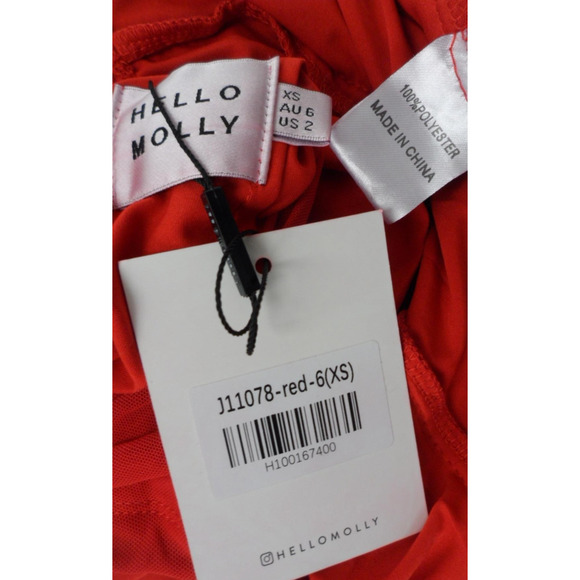 HELLO
MOLLY
XS
AU 6
US 2
100%POLYESTER
MADE IN CHINA
J11078-red-6(XS)
H100167400
HELLOMOLLY